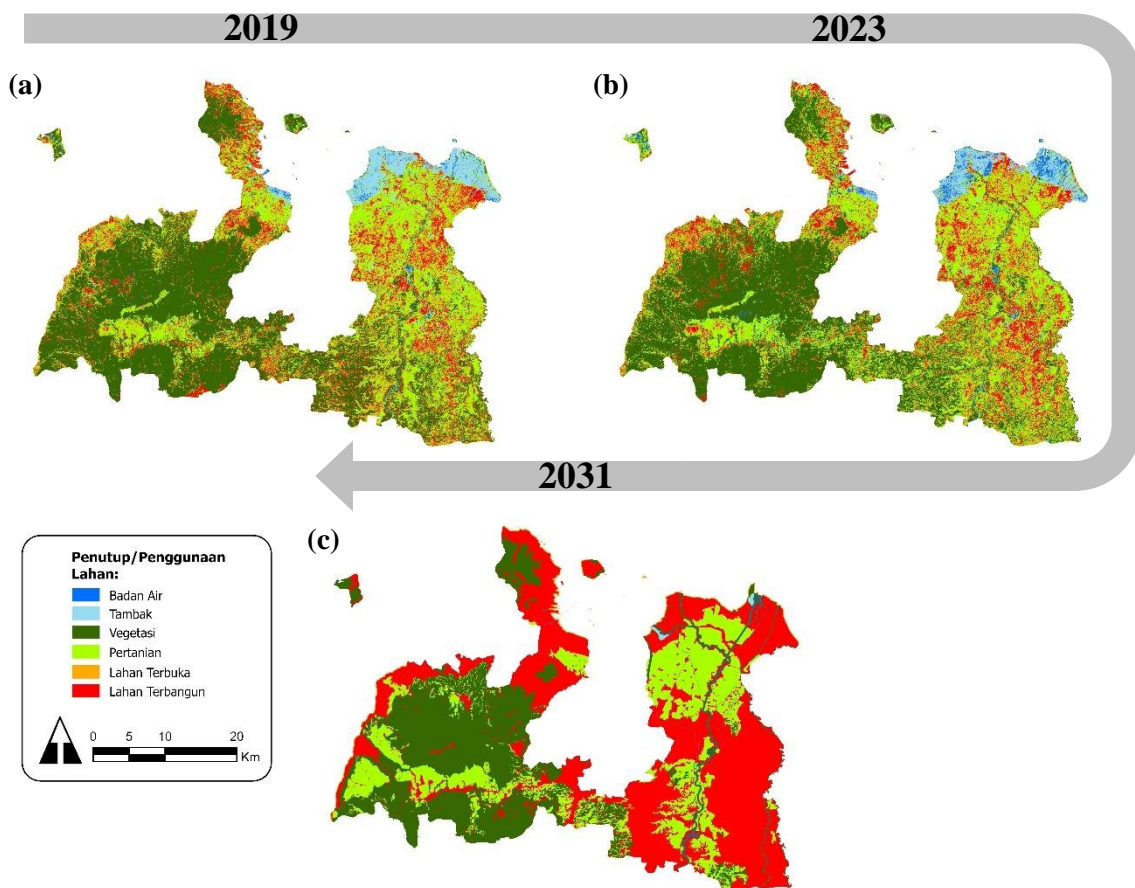 2019
2023
(a)
(b)
2031
(c)
Penutup/Penggunaan
Lahan:
Badan Air
Tambak
Vegetasi
Pertanian
Lahan Terbuka
Lahan Terbangun
0 5 10 20
Km